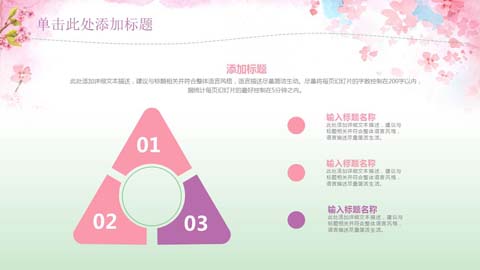 单击此处添加标题
添加标题
此处添加详细文本描述，建议与标题相关并符合整体语言风格，语言描述尽量简洁生动。尽量将每页幻灯片的字数控制在200字以内，
据统计每页幻灯片的最好控制在5分钟之内。
01
02
03
输入标题名称
此处添加详细文本描述，建议与
标题相关并符合整体语言风格，
语言描述尽量简洁生活。
输入标题名称
此处添加详细文本描述，建议与
标题相关并符合整体语言风格，
语言描述尽量简洁生活。
输入标题名称
此处添加详细文本描述，建议与
标题相关并符合整体语言风格，
语言描述尽量简洁生活。